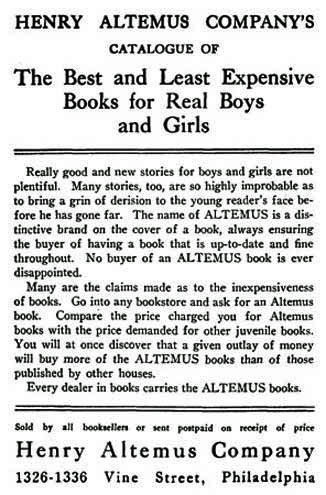 HENRY ALTEMUS COMPANY'S
CATALOGUE OF
The Best and Least Expensive
Books for Real Boys
and Girls
Really good and new stories for boys and girls are not
plentiful. Many stories, too, are so highly improbable as
to bring a grin of derision to the young reader's face be-
fore he has gone far. The name of ALTEMUS is a dis-
tinctive brand on the cover of a book, always ensuring
the buyer of having a book that is up-to-date and fine
throughout. No buyer of an ALTEMUS book is ever
disappointed.
Many are the claims made as to the inexpensiveness
of books. Go into any bookstore and ask for an Altemus
book. Compare the price charged you for Altemus
books with the price demanded for other juvenile books.
You will at once discover that a given outlay of money
will buy more of the ALTEMUS books than of those
published by other houses.
Every dealer in books carries the ALTEMUS books.
Sold by all booksellers or sent postpaid on receipt of price
Henry Altemus Company
1326-1336 Vine Street, Philadelphia